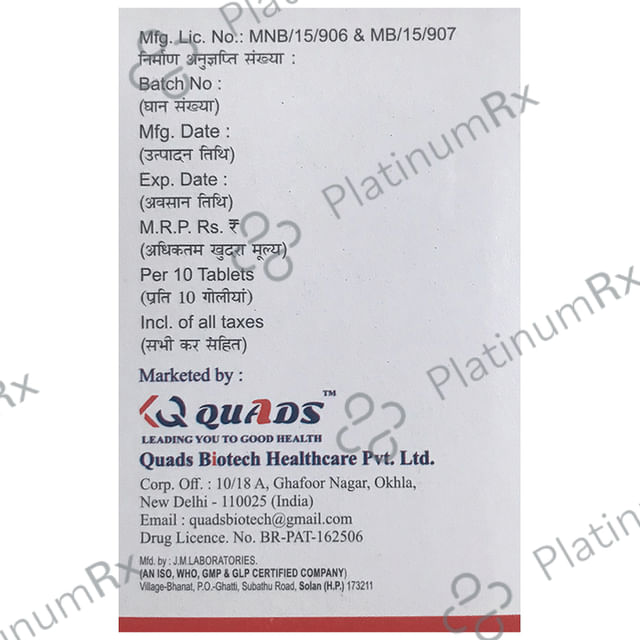 Mfg. Lic. No.: MNB/15/906 & MB/15/907
निर्माण अनुज्ञप्ति संख्या :
Batch No :
(घान संख्या)
Mfg. Date :
(उत्पादन तिथि)
Exp. Date :
(अवसान तिथि)
M.R.P. Rs. ₹
(अधिकतम खुदरा मूल्य)
Per 10 Tablets
(प्रति 10 गोलीयां)
Incl. of all taxes
(सभी कर सहित)
Marketed by :
QUADS™
LEADING YOU TO GOOD HEALTH
Quads Biotech Healthcare Pvt. Ltd.
Corp. Off. : 10/18 A, Ghafoor Nagar, Okhla,
New Delhi - 110025 (India)
Email : quadsbiotech@gmail.com
Drug Licence. No. BR-PAT-162506
Mfd. by : J.M.LABORATORIES.
(AN ISO, WHO, GMP & GLP CERTIFIED COMPANY)
Village-Bhanat, P.O.-Ghatti, Subathu Road, Solan (H.P.) 173211
PlatinumRx
PlatinumRx
PlatinumRx
PlatinumRx
Rx